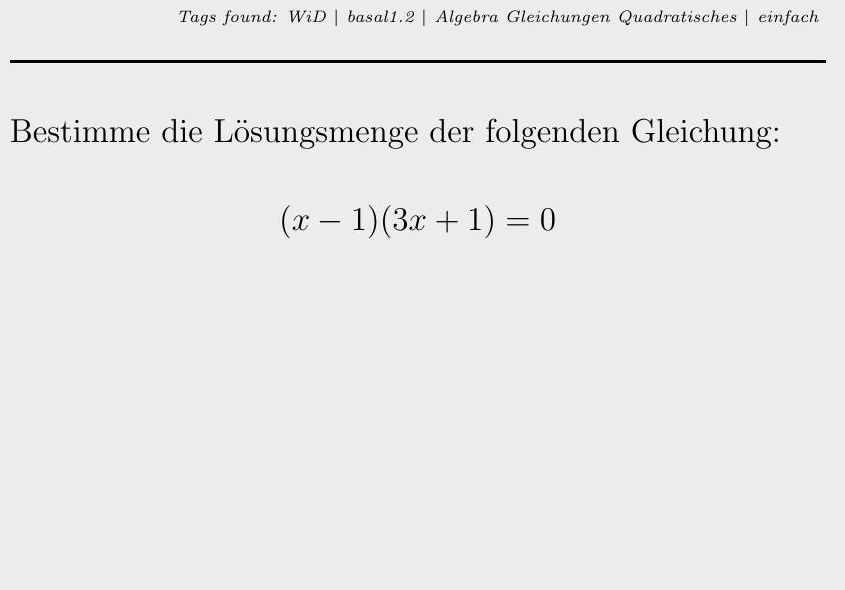 Tags found: WiD | basal1.2 | Algebra Gleichungen Quadratisches | einfach
Bestimme die Lösungsmenge der folgenden Gleichung:
(x − 1)(3x + 1) = 0